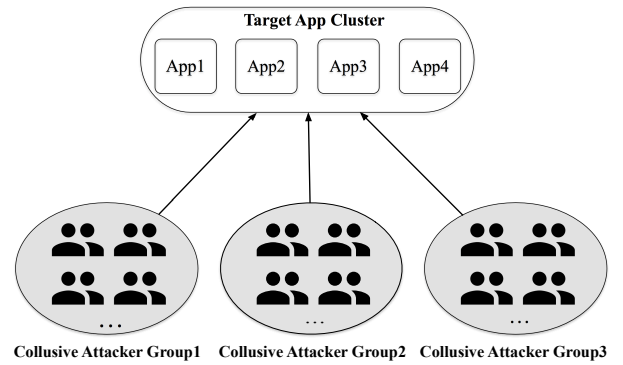 Target App Cluster
App1 App2 App3 App4
... ... ...
Collusive Attacker Group1 Collusive Attacker Group2 Collusive Attacker Group3